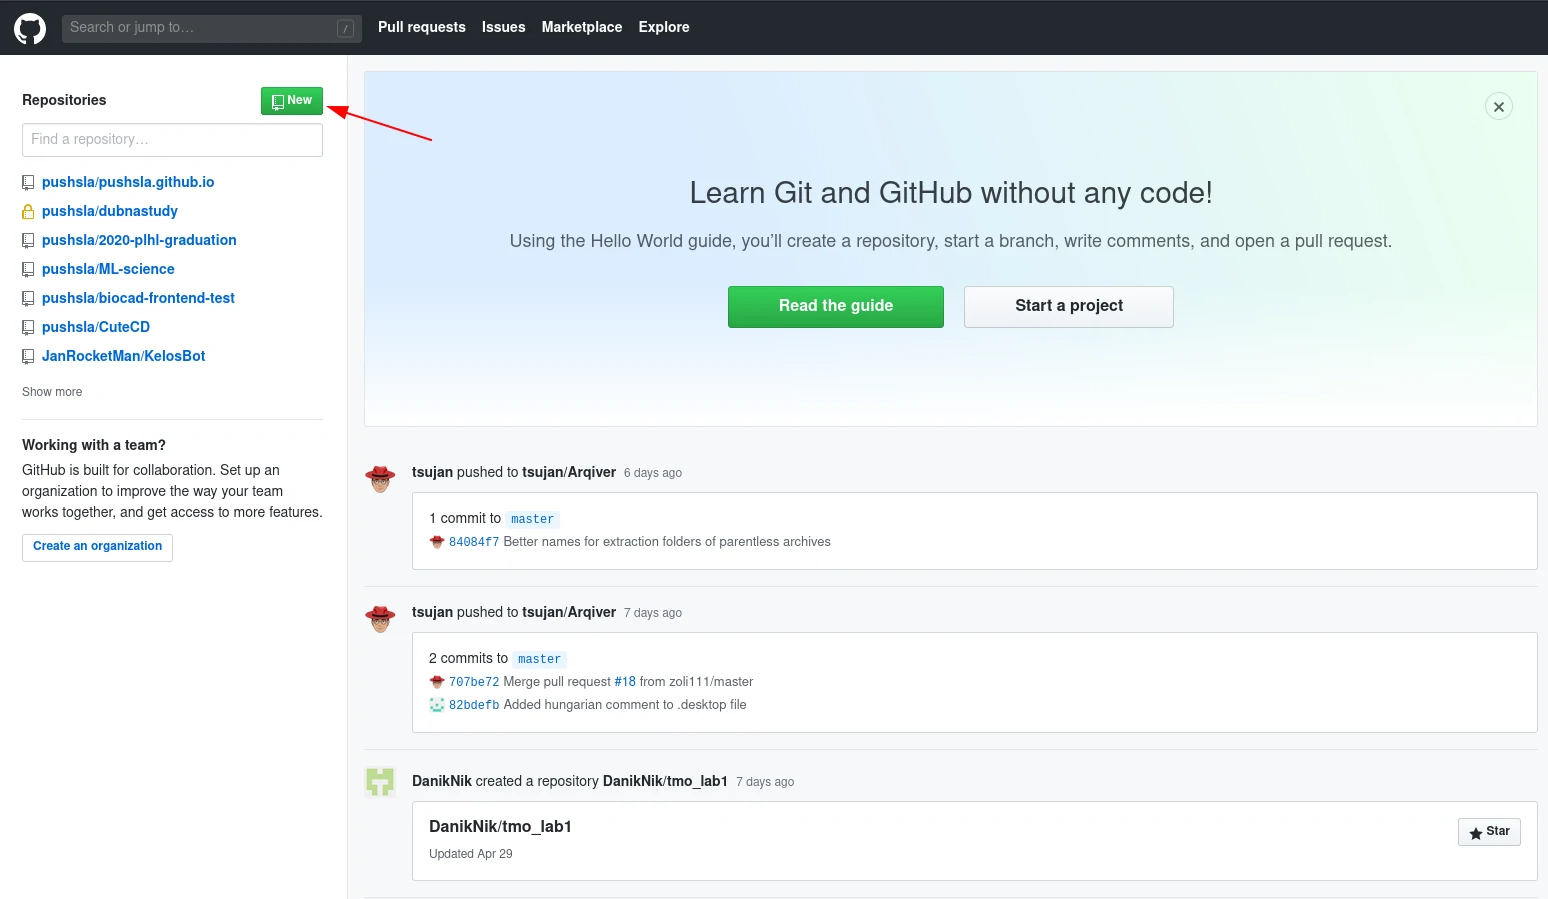 Search or jump to…
/
Pull requests
Issues
Marketplace
Explore
Repositories
New
Find a repository…
pushsla/pushsla.github.io
pushsla/dubnastudy
pushsla/2020-plhl-graduation
pushsla/ML-science
pushsla/biocad-frontend-test
pushsla/CuteCD
JanRocketMan/KelosBot
Show more
Working with a team?
GitHub is built for collaboration. Set up an
organization to improve the way your team
works together, and get access to more features.
Create an organization
Learn Git and GitHub without any code!
Using the Hello World guide, you’ll create a repository, start a branch, write comments, and open a pull request.
Read the guide
Start a project
tsujan pushed to tsujan/Arqiver 6 days ago
1 commit to master
84084f7 Better names for extraction folders of parentless archives
tsujan pushed to tsujan/Arqiver 7 days ago
2 commits to master
707be72 Merge pull request #18 from zoli111/master
82bdefb Added hungarian comment to .desktop file
DanikNik created a repository DanikNik/tmo_lab1 7 days ago
DanikNik/tmo_lab1
Star
Updated Apr 29